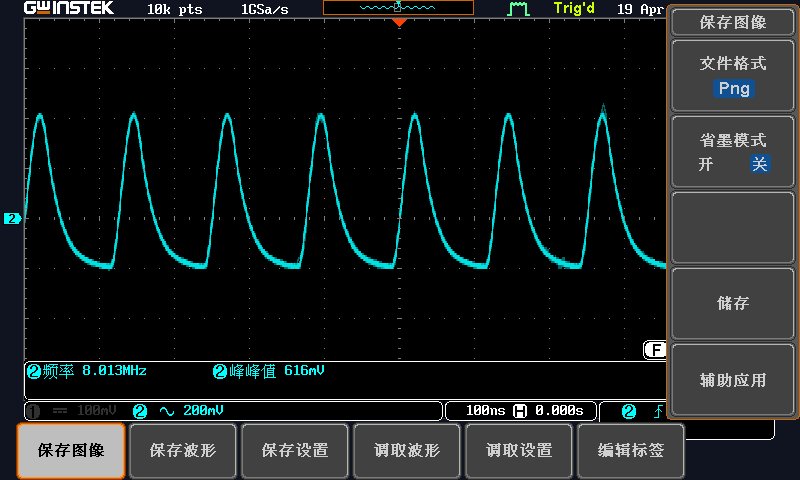 GWINSTEK 10k pts 1GSa/s Trig'd 19 Apr
保存图像
文件格式
Png
省墨模式
开 关
2
储存
F
2频率 8.013MHz 2峰峰值 616mV
辅助应用
1 100mV 2 200mV 100ns H 0.000s 2
保存图像 保存波形 保存设置 调取波形 调取设置 编辑标签